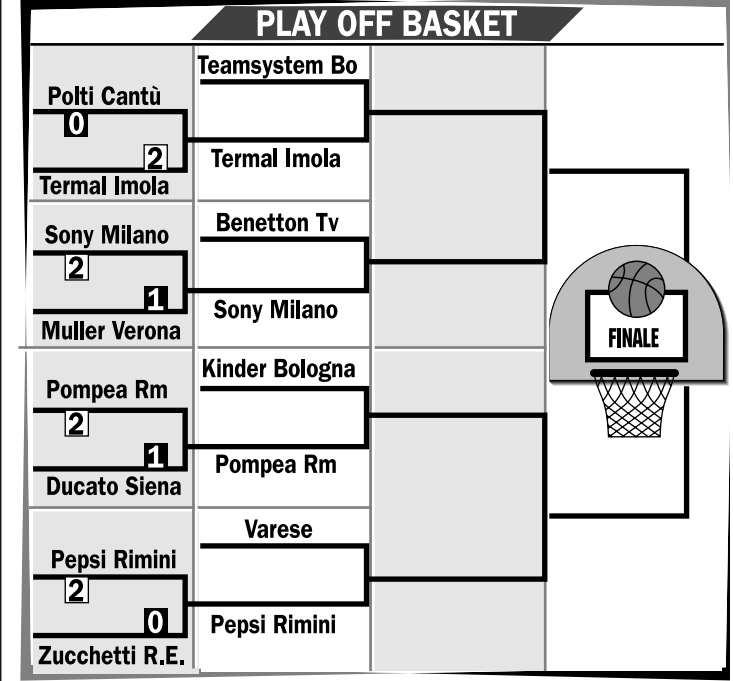 PLAY OFF BASKET
Polti Cantù
0
2
Termal Imola
Sony Milano
2
1
Muller Verona
Pompea Rm
2
1
Ducato Siena
Pepsi Rimini
2
0
Zucchetti R.E.
Teamsystem Bo
Termal Imola
Benetton Tv
Sony Milano
Kinder Bologna
Pompea Rm
Varese
Pepsi Rimini
FINALE